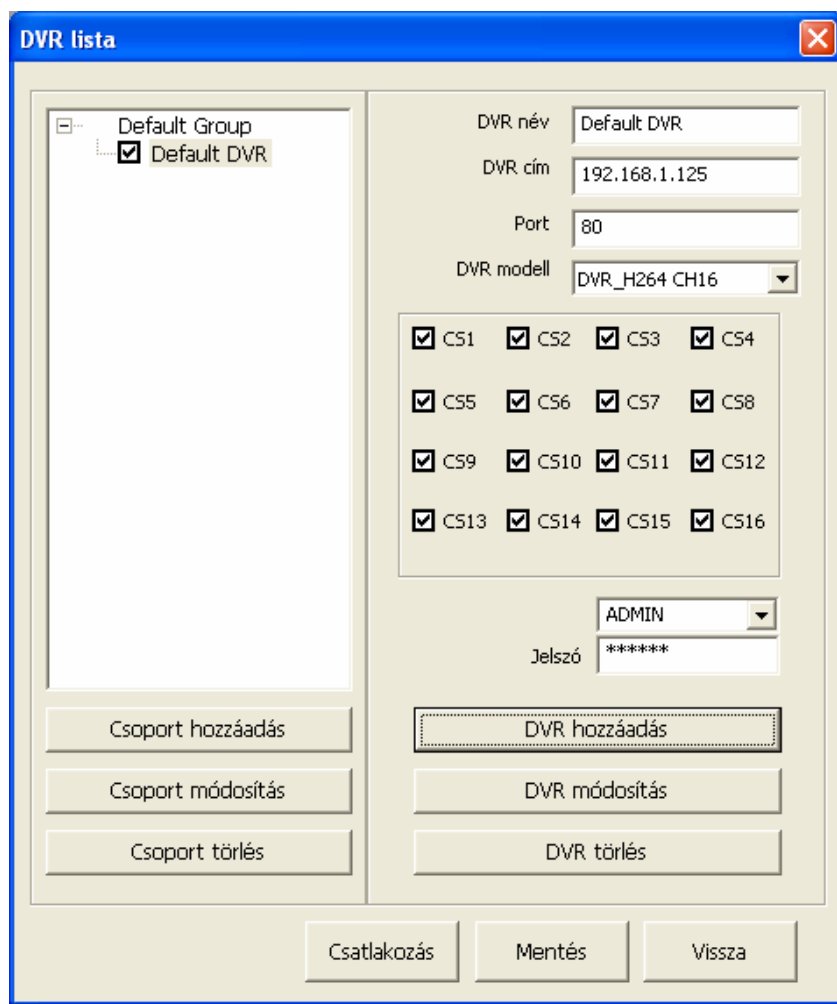 DVR lista
Default Group
Default DVR
DVR név Default DVR
DVR cím 192.168.1.125
Port 80
DVR modell DVR_H264 CH16
CS1 CS2 CS3 CS4
CS5 CS6 CS7 CS8
CS9 CS10 CS11 CS12
CS13 CS14 CS15 CS16
ADMIN
Jelszó ******
Csoport hozzáadás
Csoport módosítás
Csoport törlés
DVR hozzáadás
DVR módosítás
DVR törlés
Csatlakozás Mentés Vissza